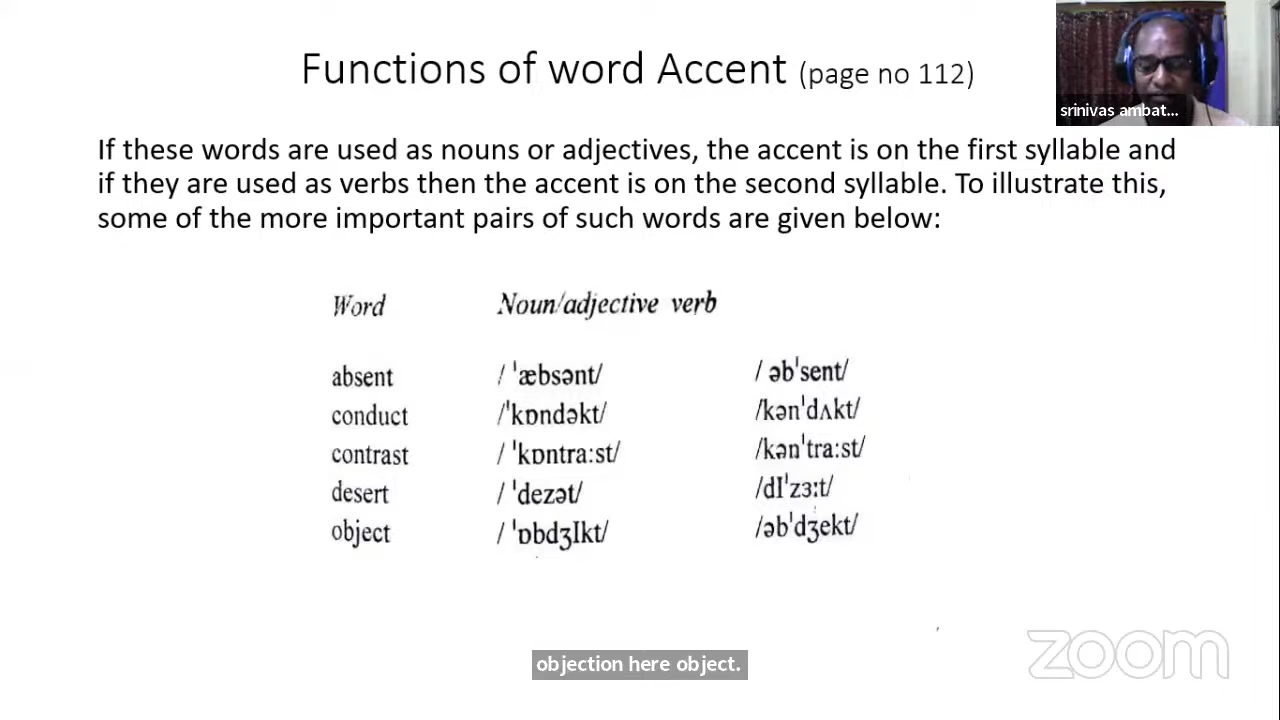 Functions of word Accent (page no 112)
srinivas ambat...
If these words are used as nouns or adjectives, the accent is on the first syllable and
if they are used as verbs then the accent is on the second syllable. To illustrate this,
some of the more important pairs of such words are given below:
Word Noun/adjective verb
absent / ˈæbsənt/ / əbˈsent/
conduct /ˈkɒndəkt/ /kənˈdʌkt/
contrast / ˈkɒntra:st/ /kənˈtra:st/
desert / ˈdezət/ /dIˈzɜ:t/
object / ˈɒbdʒIkt/ /əbˈdʒekt/
objection here object.
zoom